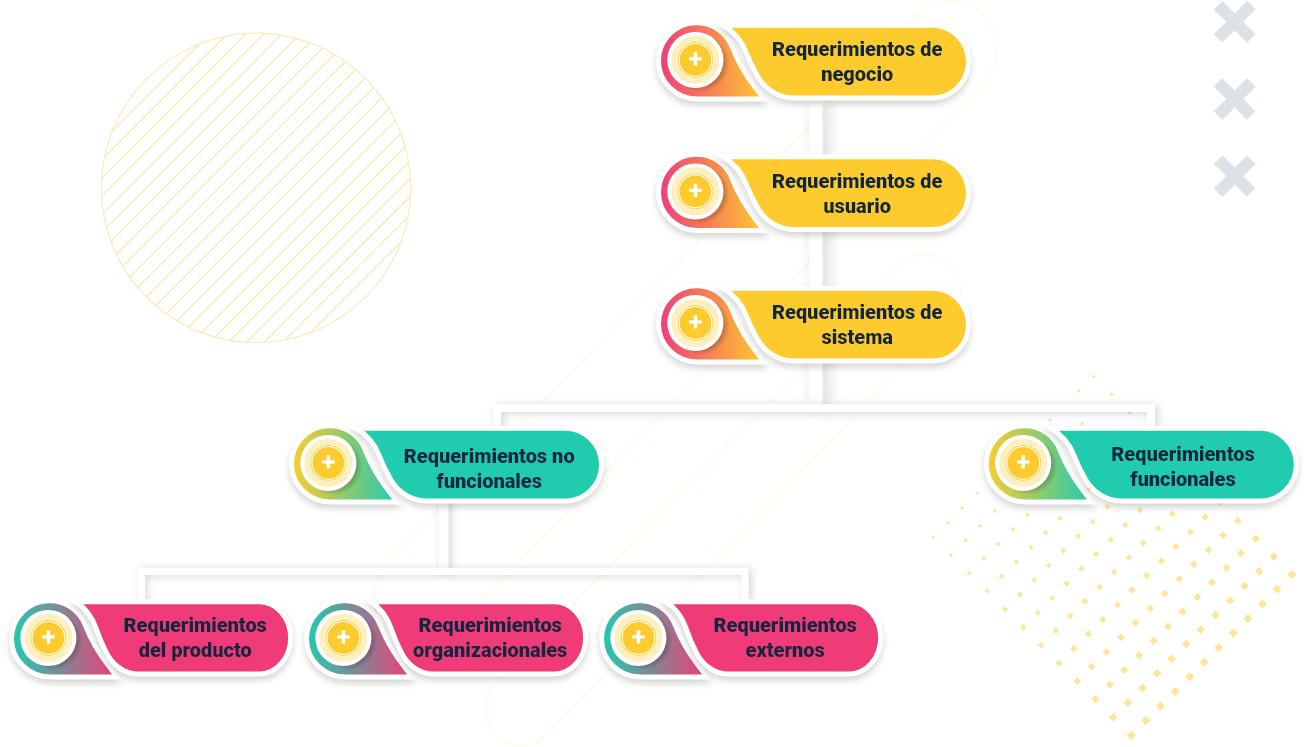 Requerimientos de
negocio
Requerimientos de
usuario
Requerimientos de
sistema
Requerimientos no
funcionales
Requerimientos
funcionales
Requerimientos
del producto
Requerimientos
organizacionales
Requerimientos
externos